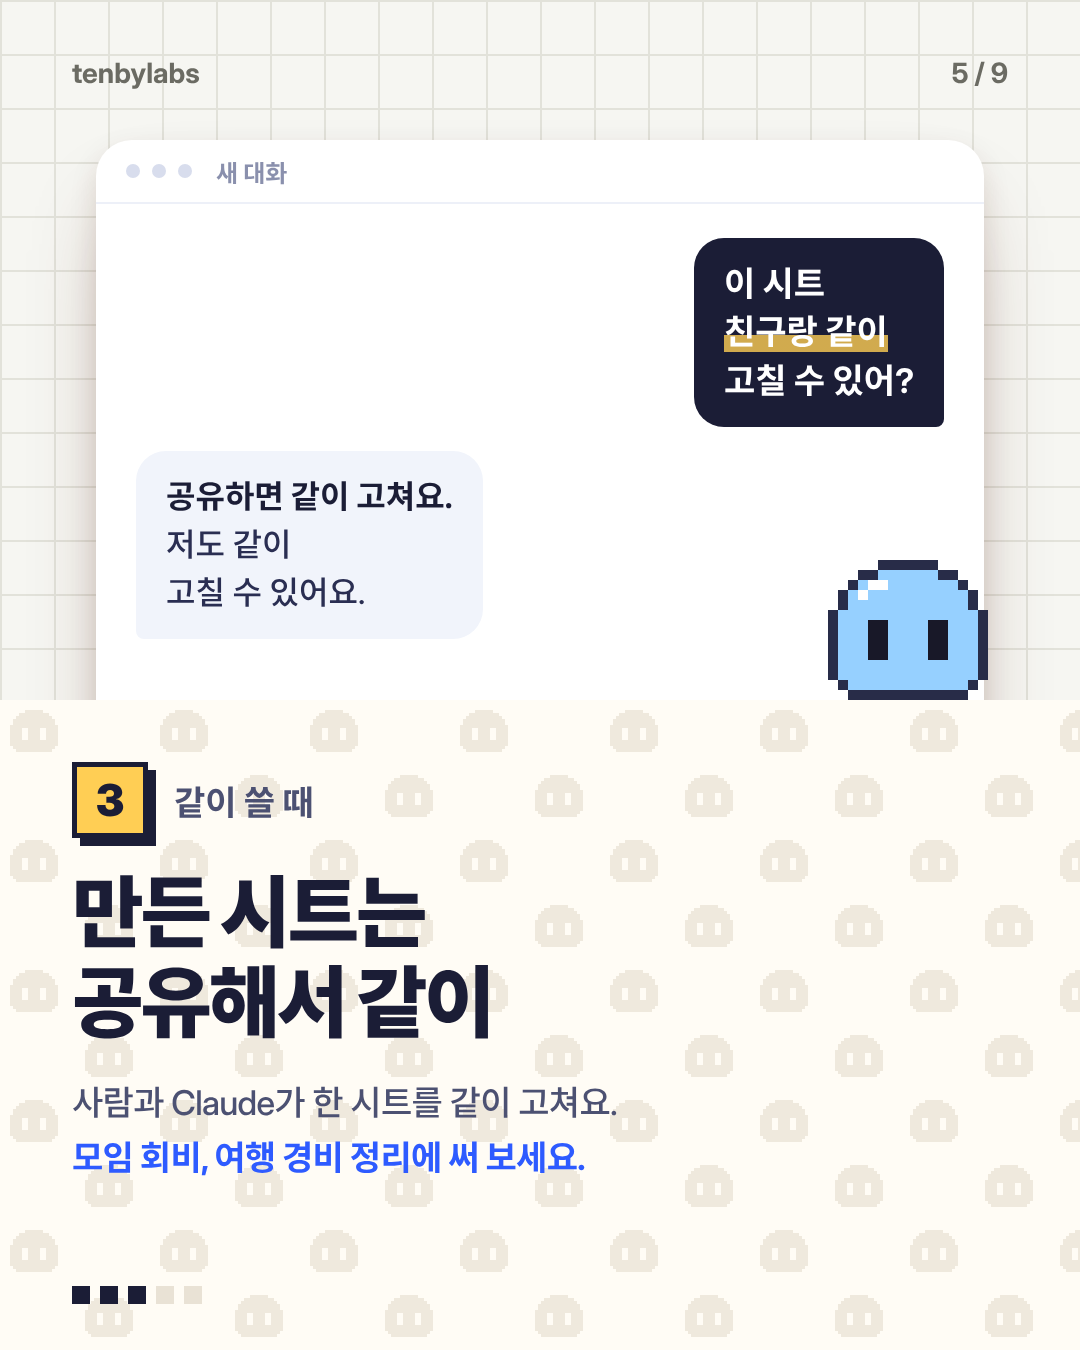 tenbylabs
5 / 9
새 대화
이 시트
친구랑 같이
고칠 수 있어?
공유하면 같이 고쳐요.
저도 같이
고칠 수 있어요.
3
같이 쓸 때
만든 시트는
공유해서 같이
사람과 Claude가 한 시트를 같이 고쳐요.
모임 회비, 여행 경비 정리에 써 보세요.